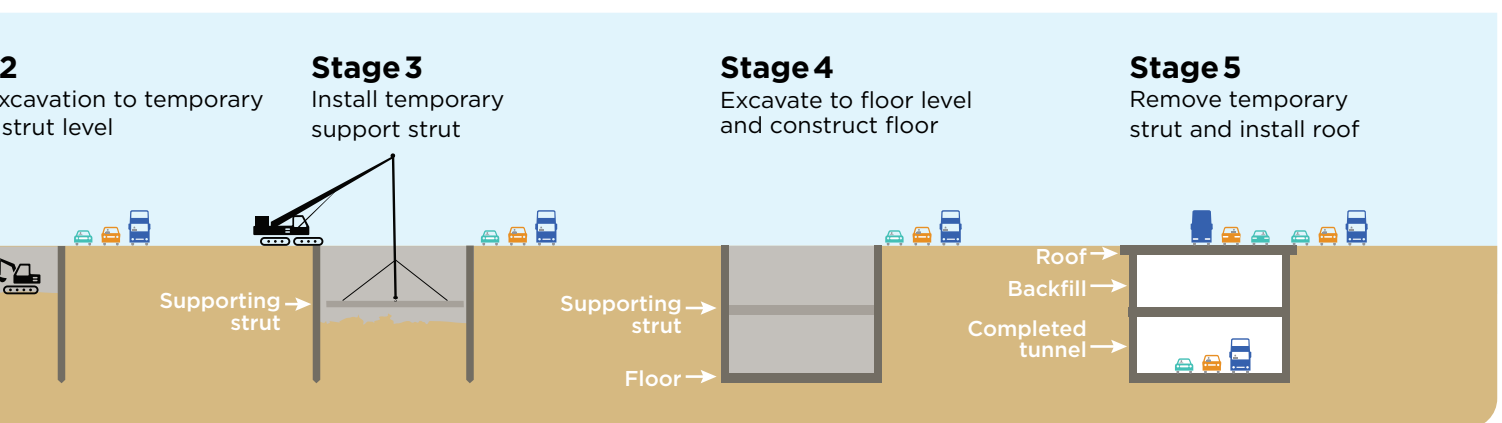 2
xcavation to temporary
strut level
Stage 3
Install temporary
support strut
Supporting
strut
Stage 4
Excavate to floor level
and construct floor
Supporting
strut
Floor
Stage 5
Remove temporary
strut and install roof
Roof
Backfill
Completed
tunnel